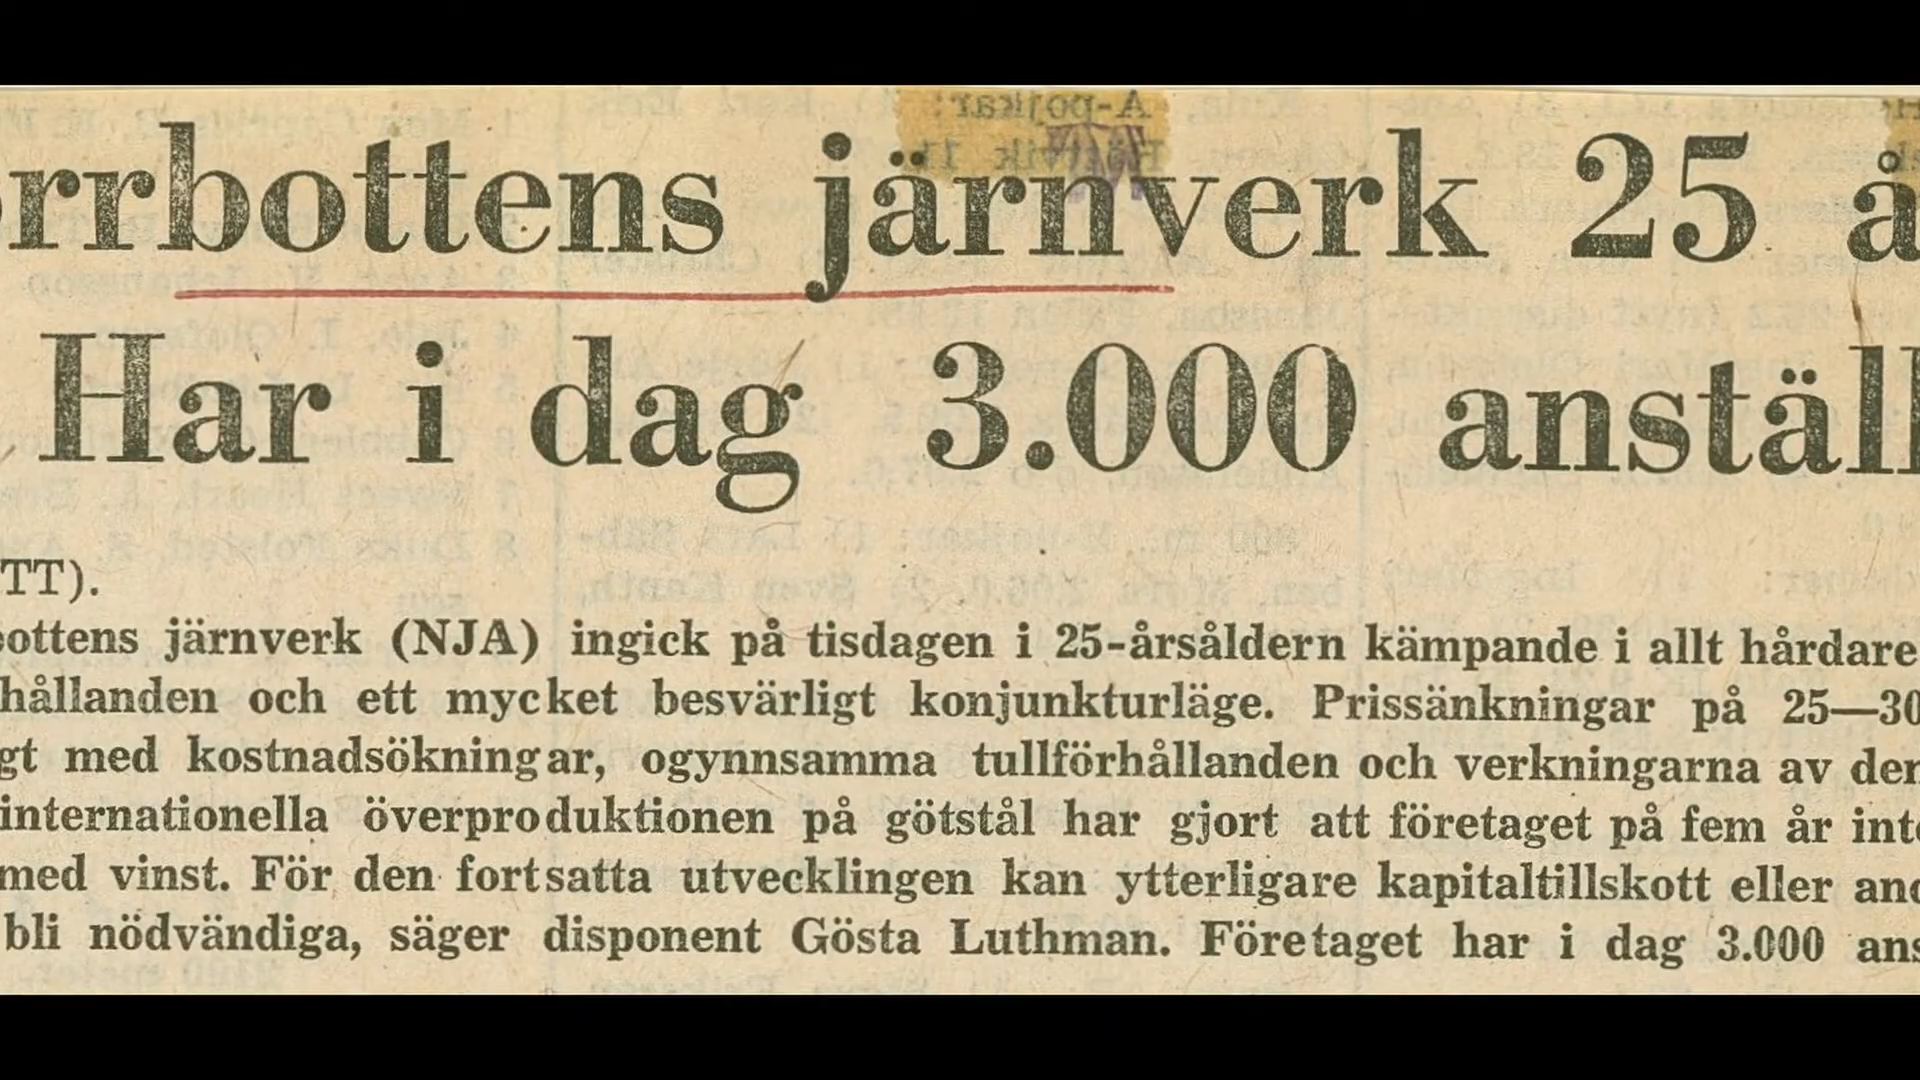 orrbottens järnverk 25 å
Har i dag 3.000 anstäl
TT).
ottens järnverk (NJA) ingick på tisdagen i 25-årsåldern kämpande i allt hårdare
hållanden och ett mycket besvärligt konjunkturläge. Prissänkningar på 25—30
gt med kostnadsökningar, ogynnsamma tullförhållanden och verkningarna av den
internationella överproduktionen på götstål har gjort att företaget på fem år inte
med vinst. För den fortsatta utvecklingen kan ytterligare kapitaltillskott eller and
bli nödvändiga, säger disponent Gösta Luthman. Företaget har i dag 3.000 ans